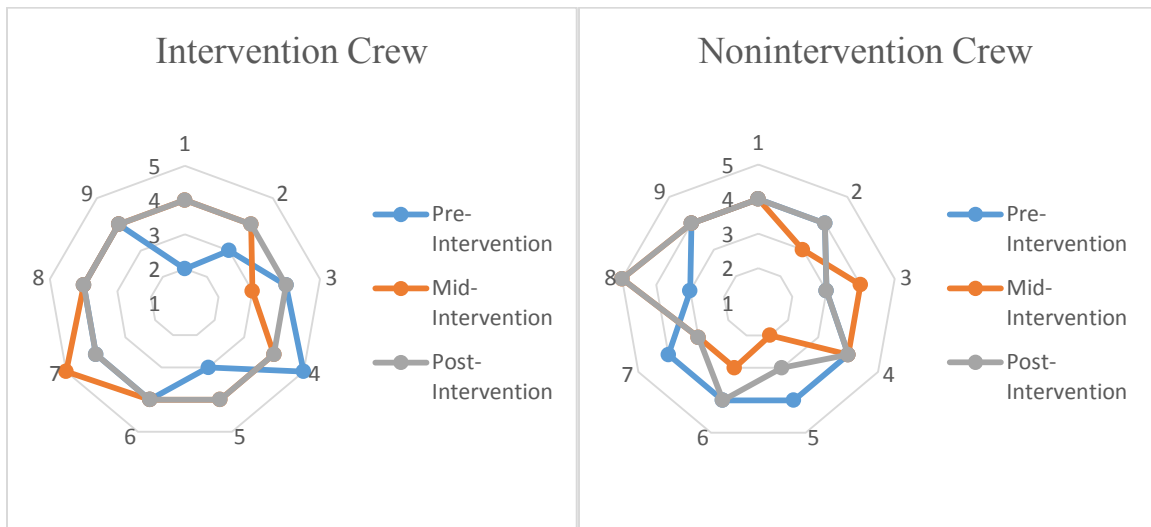 Intervention Crew
1
2
3
4
5
6
7
8
9
5
4
3
2
1
Pre-
Intervention
Mid-
Intervention
Post-
Intervention
Nonintervention Crew
1
2
3
4
5
6
7
8
9
5
4
3
2
1
Pre-
Intervention
Mid-
Intervention
Post-
Intervention